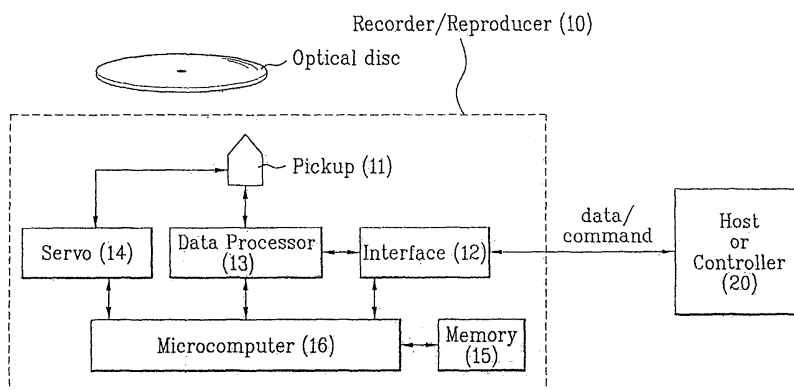 Recorder/Reproducer (10)
Optical disc
Pickup (11)
Servo (14)
Data Processor
(13)
Interface (12)
data/
command
Host
or
Controller
(20)
Microcomputer (16)
Memory
(15)